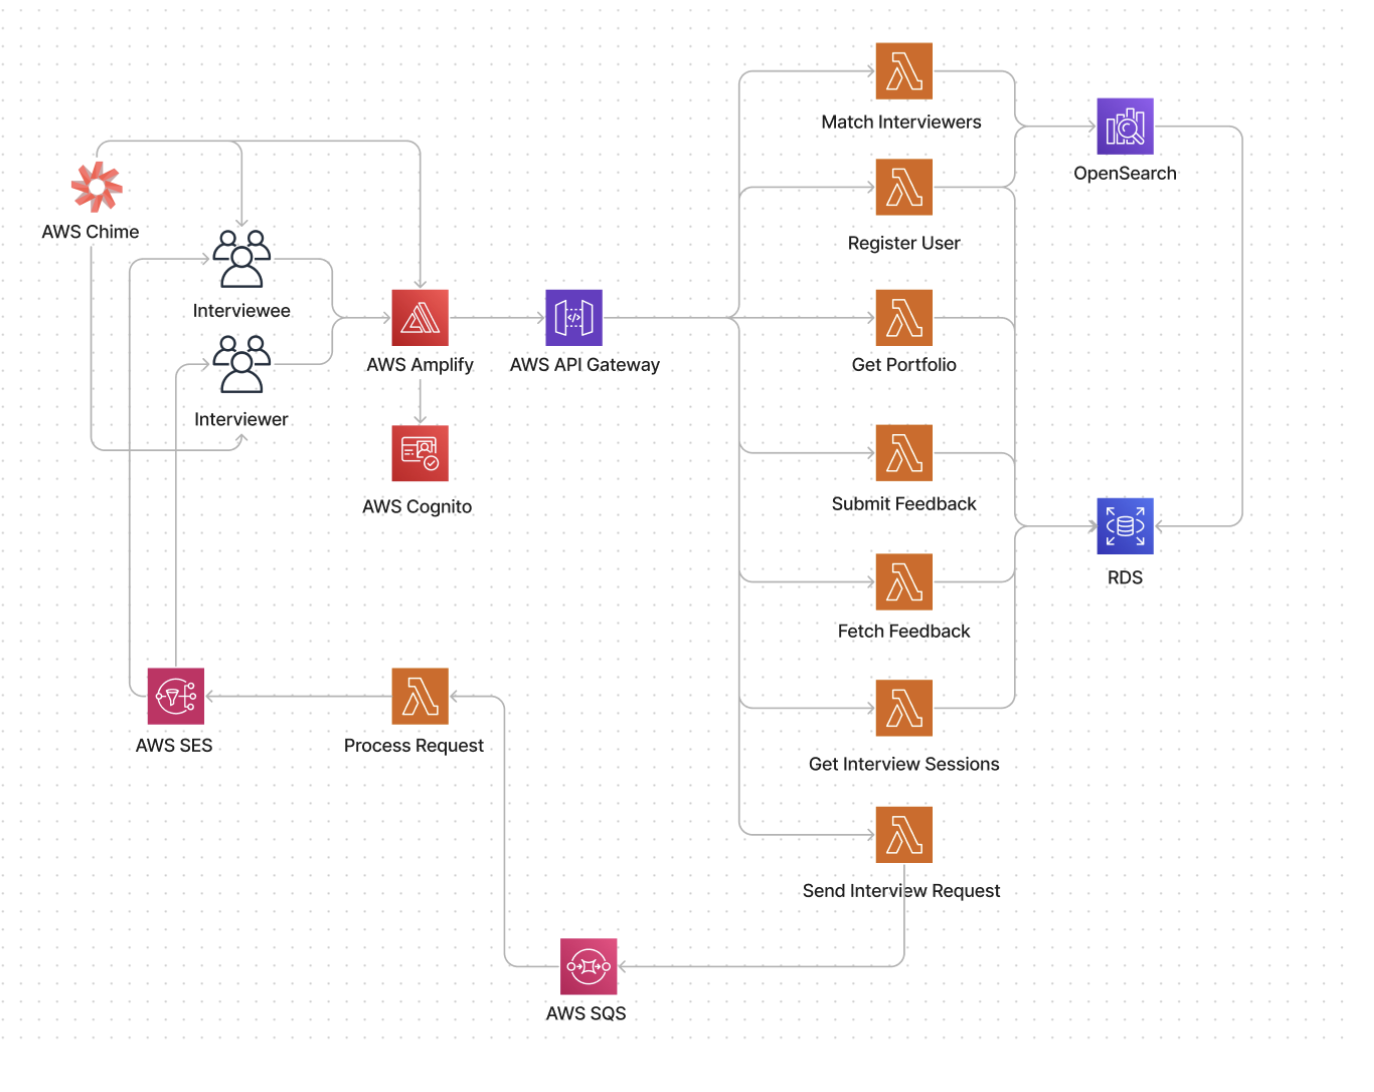 Match Interviewers
OpenSearch
AWS Chime
Register User
Interviewee
AWS Amplify
AWS API Gateway
Get Portfolio
Interviewer
AWS Cognito
Submit Feedback
RDS
Fetch Feedback
AWS SES
Process Request
Get Interview Sessions
Send Interview Request
AWS SQS